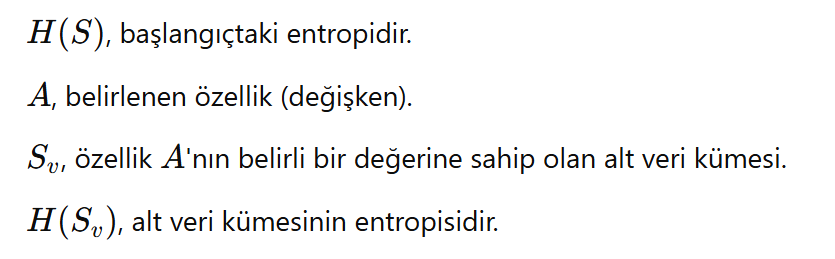 H(S), başlangıçtaki entropidir.
A, belirlenen özellik (değişken).
Sᵥ, özellik A'nın belirli bir değerine sahip olan alt veri kümesi.
H(Sᵥ), alt veri kümesinin entropisidir.